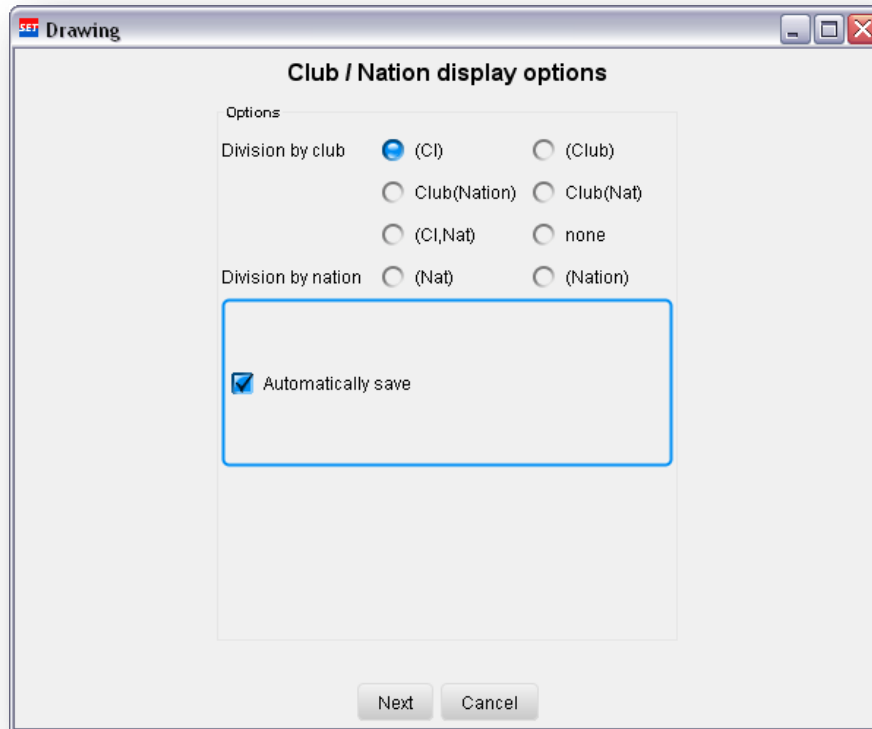 SET Drawing
Club / Nation display options
Options
Division by club (Cl) (Club)
Club(Nation) Club(Nat)
(Cl,Nat) none
Division by nation (Nat) (Nation)
Automatically save
Next Cancel